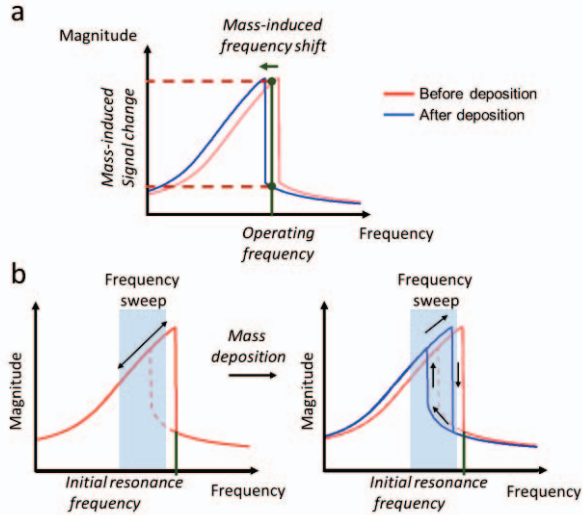 a
Magnitude
Mass-induced
frequency shift
Mass-induced
Signal change
Before deposition
After deposition
Operating
frequency
Frequency
b
Frequency
sweep
Magnitude
Initial resonance
frequency
Frequency
Mass
deposition
Frequency
sweep
Magnitude
Initial resonance
frequency
Frequency